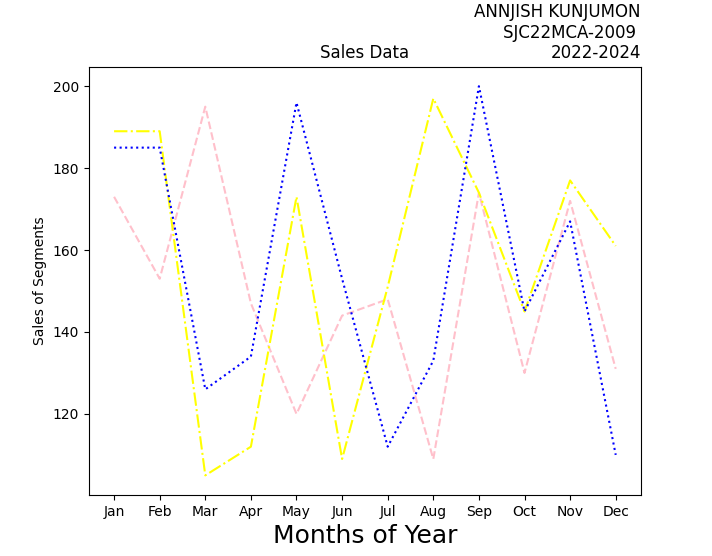 ANNJISH KUNJUMON
SJC22MCA-2009
Sales Data
2022-2024
Sales of Segments
200
180
160
140
120
Jan Feb Mar Apr May Jun Jul Aug Sep Oct Nov Dec
Months of Year